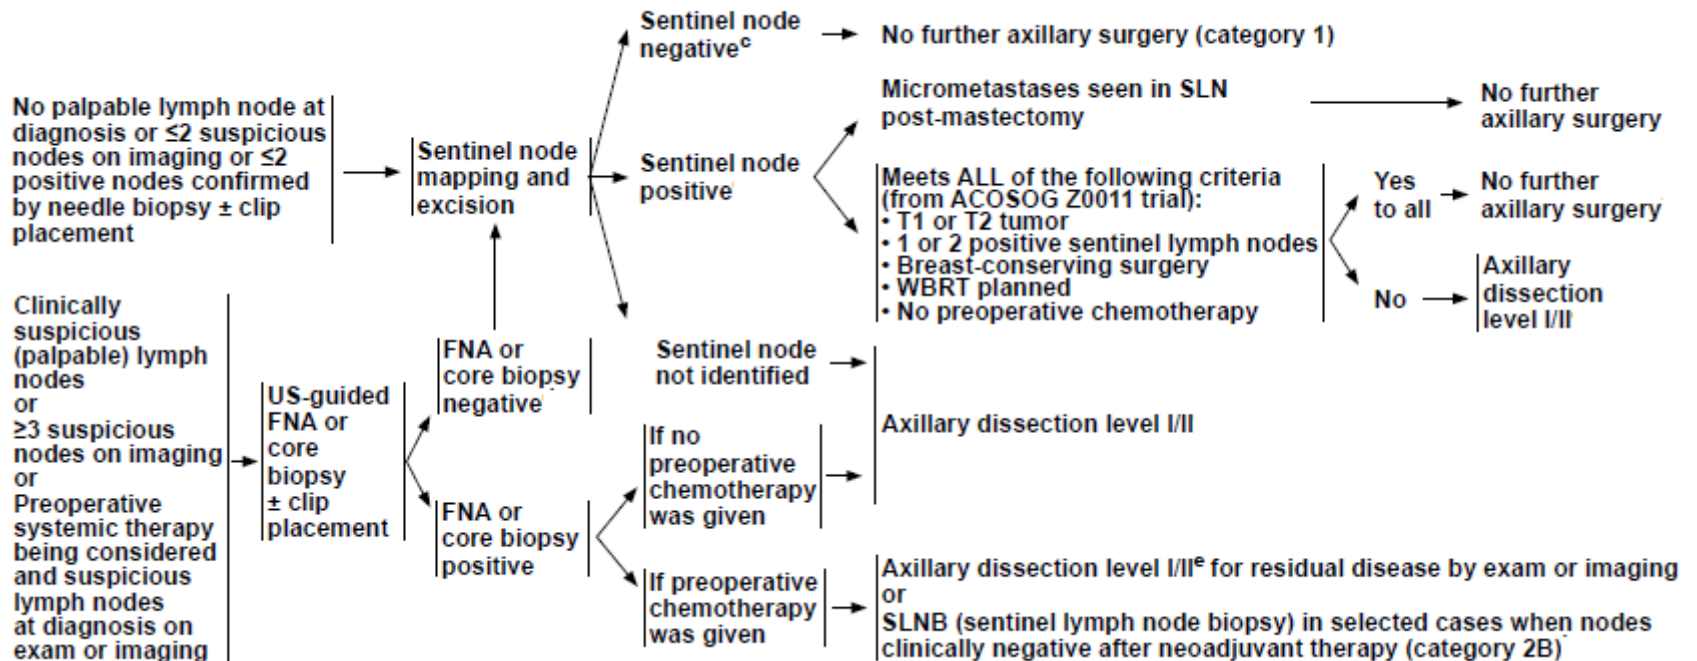 Sentinel node
negativeᶜ
No further axillary surgery (category 1)
No palpable lymph node at
diagnosis or ≤2 suspicious
nodes on imaging or ≤2
positive nodes confirmed
by needle biopsy ± clip
placement
Sentinel node
mapping and
excision
Sentinel node
positive
Micrometastases seen in SLN
post-mastectomy
No further
axillary surgery
Meets ALL of the following criteria
(from ACOSOG Z0011 trial):
• T1 or T2 tumor
• 1 or 2 positive sentinel lymph nodes
• Breast-conserving surgery
• WBRT planned
• No preoperative chemotherapy
Yes
to all
No further
axillary surgery
No
Axillary
dissection
level I/II
Clinically
suspicious
(palpable) lymph
nodes
or
≥3 suspicious
nodes on imaging
or
Preoperative
systemic therapy
being considered
and suspicious
lymph nodes
at diagnosis on
exam or imaging
US-guided
FNA or
core
biopsy
± clip
placement
FNA or
core biopsy
negative
FNA or
core biopsy
positive
Sentinel node
not identified
If no
preoperative
chemotherapy
was given
Axillary dissection level I/II
If preoperative
chemotherapy
was given
Axillary dissection level I/IIᵉ for residual disease by exam or imaging
or
SLNB (sentinel lymph node biopsy) in selected cases when nodes
clinically negative after neoadjuvant therapy (category 2B)